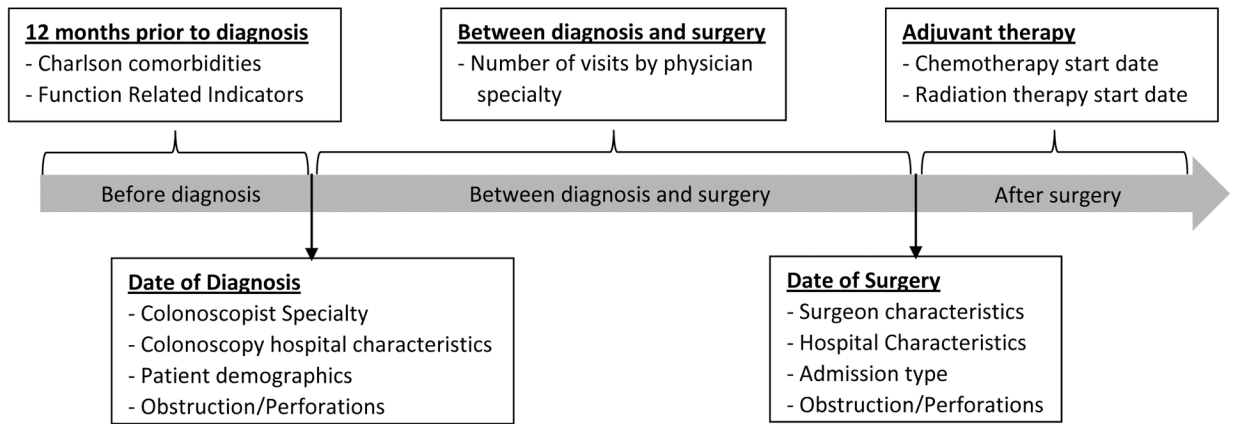 12 months prior to diagnosis
- Charlson comorbidities
- Function Related Indicators
Between diagnosis and surgery
- Number of visits by physician
specialty
Adjuvant therapy
- Chemotherapy start date
- Radiation therapy start date
Before diagnosis
Between diagnosis and surgery
After surgery
Date of Diagnosis
- Colonoscopist Specialty
- Colonoscopy hospital characteristics
- Patient demographics
- Obstruction/Perforations
Date of Surgery
- Surgeon characteristics
- Hospital Characteristics
- Admission type
- Obstruction/Perforations